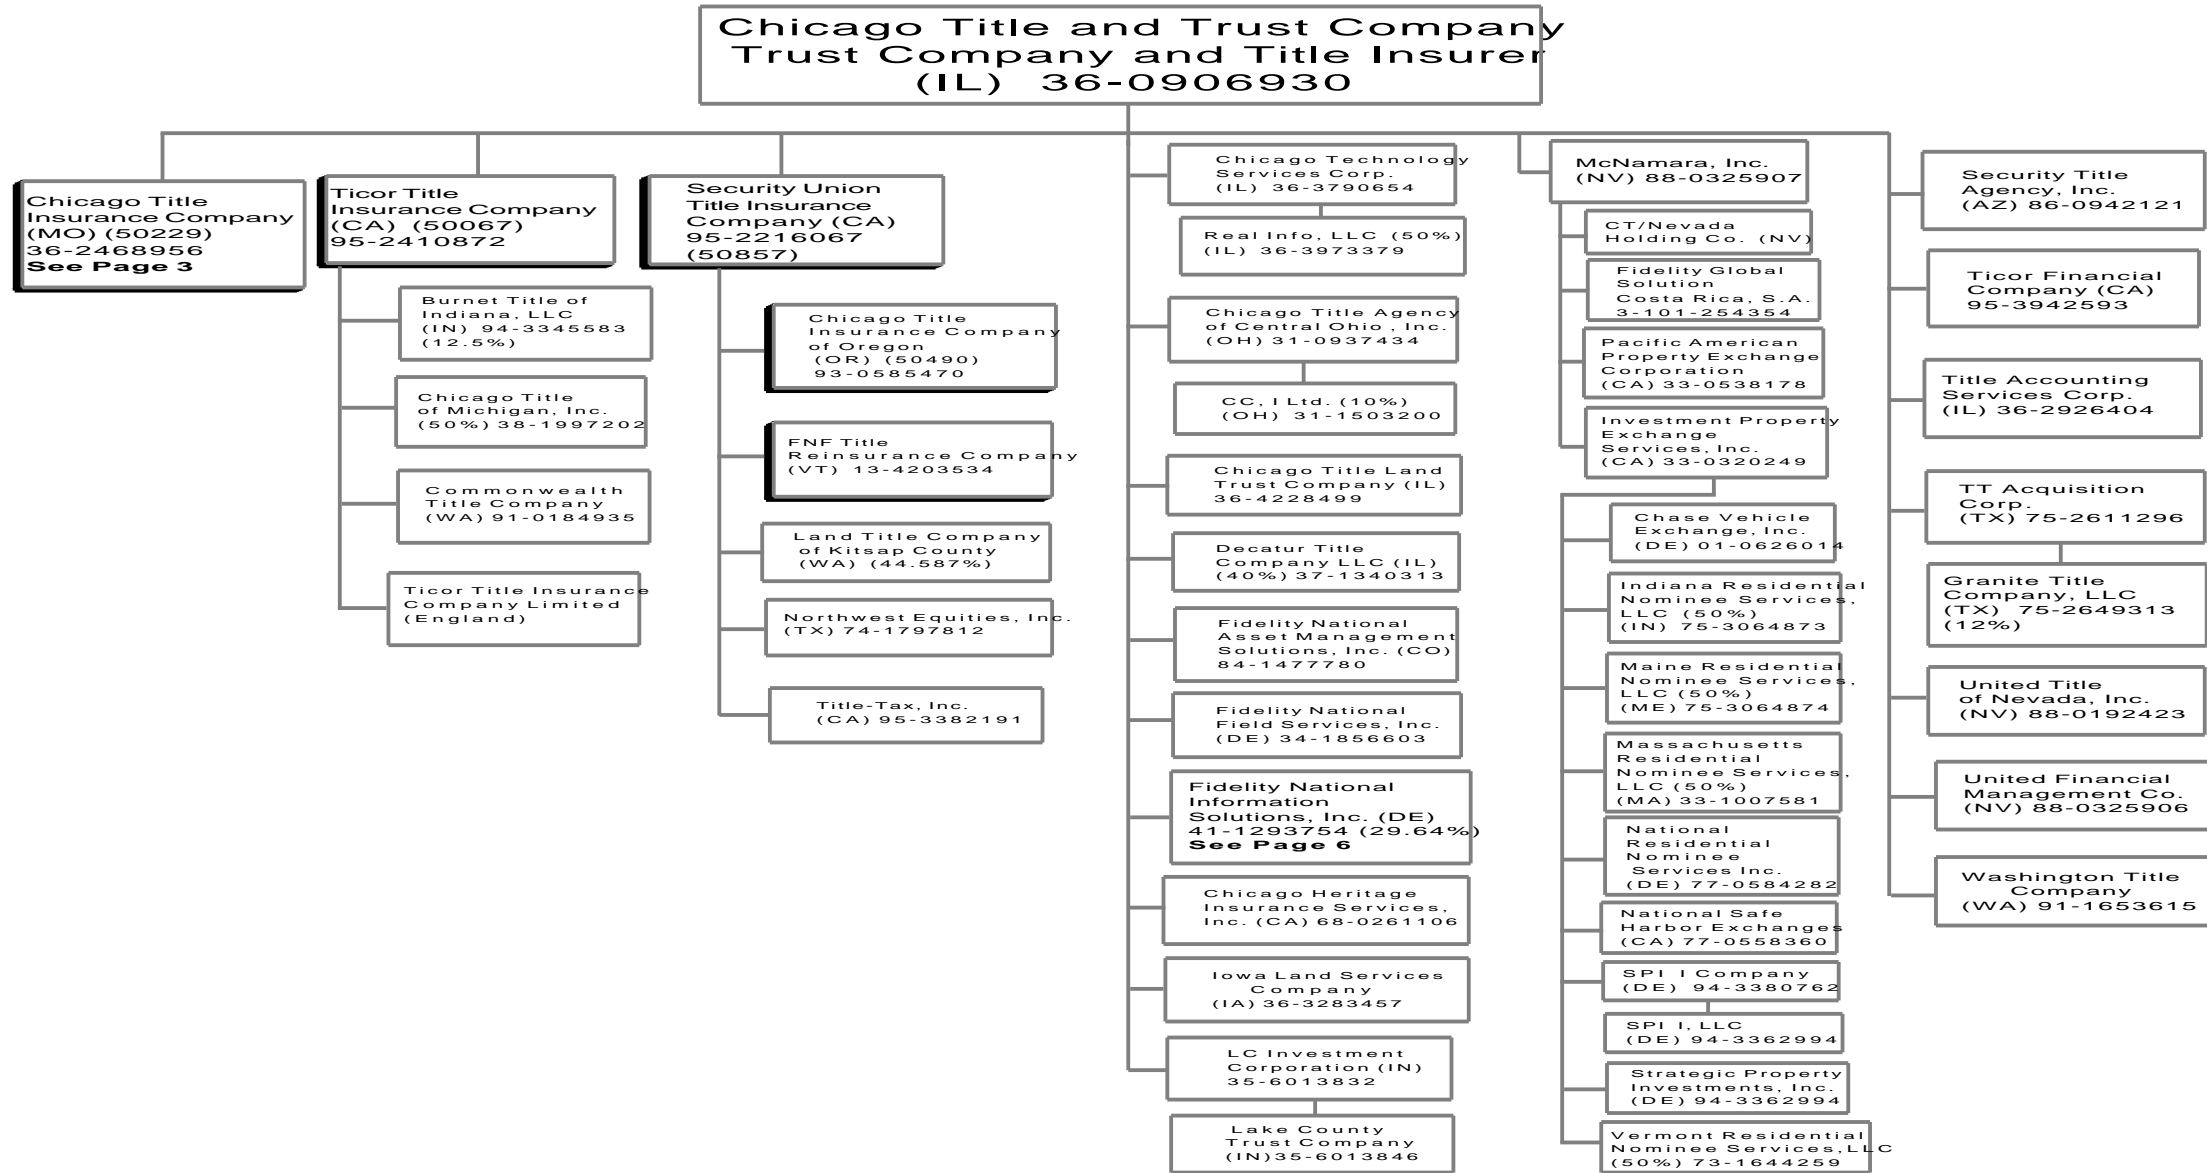 Chicago Title and Trust Company
Trust Company and Title Insurer
(IL) 36-0906930
Chicago Title
Insurance Company
(MO) (50229)
36-2468956
See Page 3
Ticor Title
Insurance Company
(CA) (50067)
95-2410872
Burnet Title of
Indiana, LLC
(IN) 94-3345583
(12.5%)
Chicago Title
of Michigan, Inc.
(50%) 38-1997202
Commonwealth
Title Company
(WA) 91-0184935
Ticor Title Insurance
Company Limited
(England)
Security Union
Title Insurance
Company (CA)
95-2216067
(50857)
Chicago Title
Insurance Company
of Oregon
(OR) (50490)
93-0585470
FNF Title
Reinsurance Company
(VT) 13-4203534
Land Title Company
of Kitsap County
(WA) (44.587%)
Northwest Equities, Inc.
(TX) 74-1797812
Title-Tax, Inc.
(CA) 95-3382191
Chicago Technology
Services Corp.
(IL) 36-3790654
Real Info, LLC (50%)
(IL) 36-3973379
Chicago Title Agency
of Central Ohio , Inc.
(OH) 31-0937434
CC, I Ltd. (10%)
(OH) 31-1503200
Chicago Title Land
Trust Company (IL)
36-4228499
Decatur Title
Company LLC (IL)
(40%) 37-1340313
Fidelity National
Asset Management
Solutions, Inc. (CO)
84-1477780
Fidelity National
Field Services, Inc.
(DE) 34-1856603
Fidelity National
Information
Solutions, Inc. (DE)
41-1293754 (29.64%)
See Page 6
Chicago Heritage
Insurance Services,
Inc. (CA) 68-0261106
Iowa Land Services
Company
(IA) 36-3283457
LC Investment
Corporation (IN)
35-6013832
Lake County
Trust Company
(IN)35-6013846
McNamara, Inc.
(NV) 88-0325907
CT/Nevada
Holding Co. (NV)
Fidelity Global
Solution
Costa Rica, S.A.
3-101-254354
Pacific American
Property Exchange
Corporation
(CA) 33-0538178
Investment Property
Exchange
Services, Inc.
(CA) 33-0320249
Chase Vehicle
Exchange, Inc.
(DE) 01-0626014
Indiana Residential
Nominee Services,
LLC (50%)
(IN) 75-3064873
Maine Residential
Nominee Services,
LLC (50%)
(ME) 75-3064874
Massachusetts
Residential
Nominee Services,
LLC (50%)
(MA) 33-1007581
National
Residential
Nominee
Services Inc.
(DE) 77-0584282
National Safe
Harbor Exchanges
(CA) 77-0558360
SPI I Company
(DE) 94-3380762
SPI I, LLC
(DE) 94-3362994
Strategic Property
Investments, Inc.
(DE) 94-3362994
Vermont Residential
Nominee Services,LLC
(50%) 73-1644259
Security Title
Agency, Inc.
(AZ) 86-0942121
Ticor Financial
Company (CA)
95-3942593
Title Accounting
Services Corp.
(IL) 36-2926404
TT Acquisition
Corp.
(TX) 75-2611296
Granite Title
Company, LLC
(TX) 75-2649313
(12%)
United Title
of Nevada, Inc.
(NV) 88-0192423
United Financial
Management Co.
(NV) 88-0325906
Washington Title
Company
(WA) 91-1653615